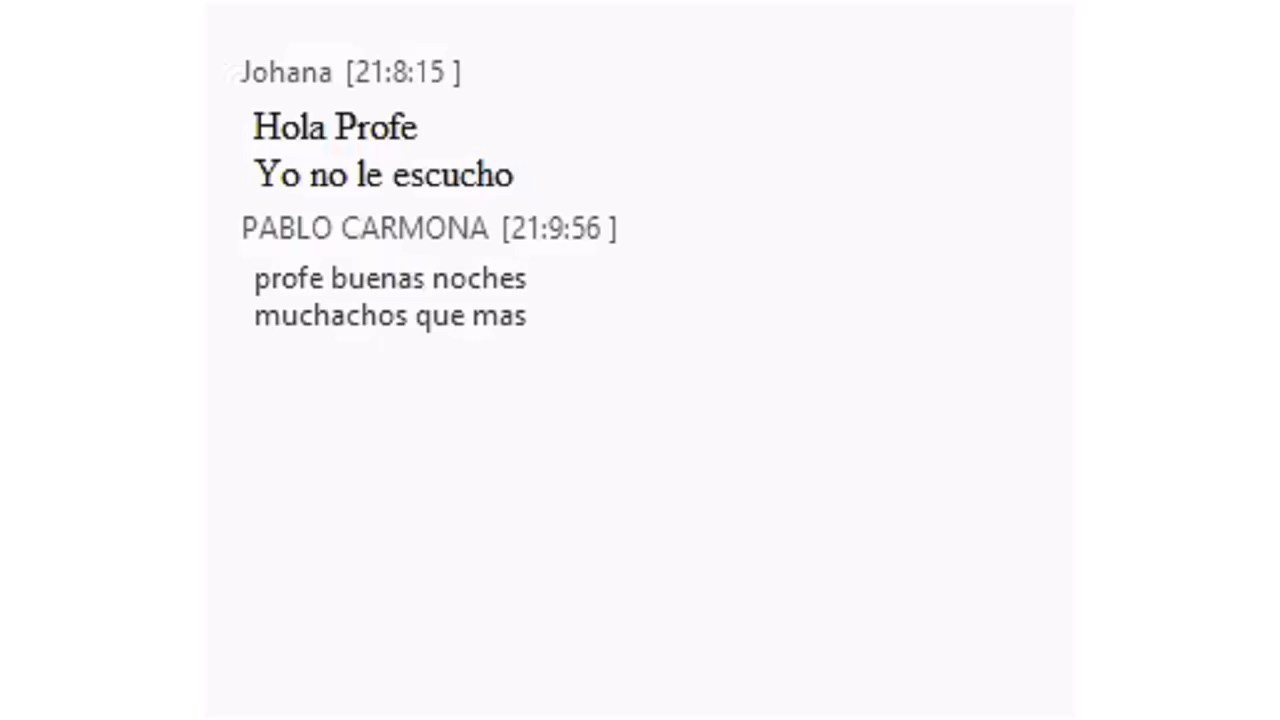 Johana [21:8:15 ]
Hola Profe
Yo no le escucho
PABLO CARMONA [21:9:56 ]
profe buenas noches
muchachos que mas